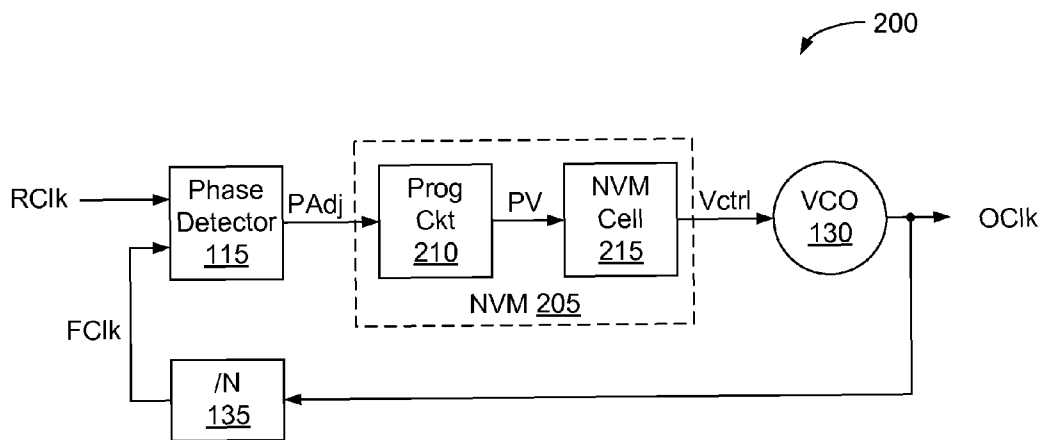 200
RClk
Phase
Detector
115
PAdj
Prog
Ckt
210
PV
NVM
Cell
215
Vctrl
VCO
130
OClk
NVM 205
FClk
/N
135